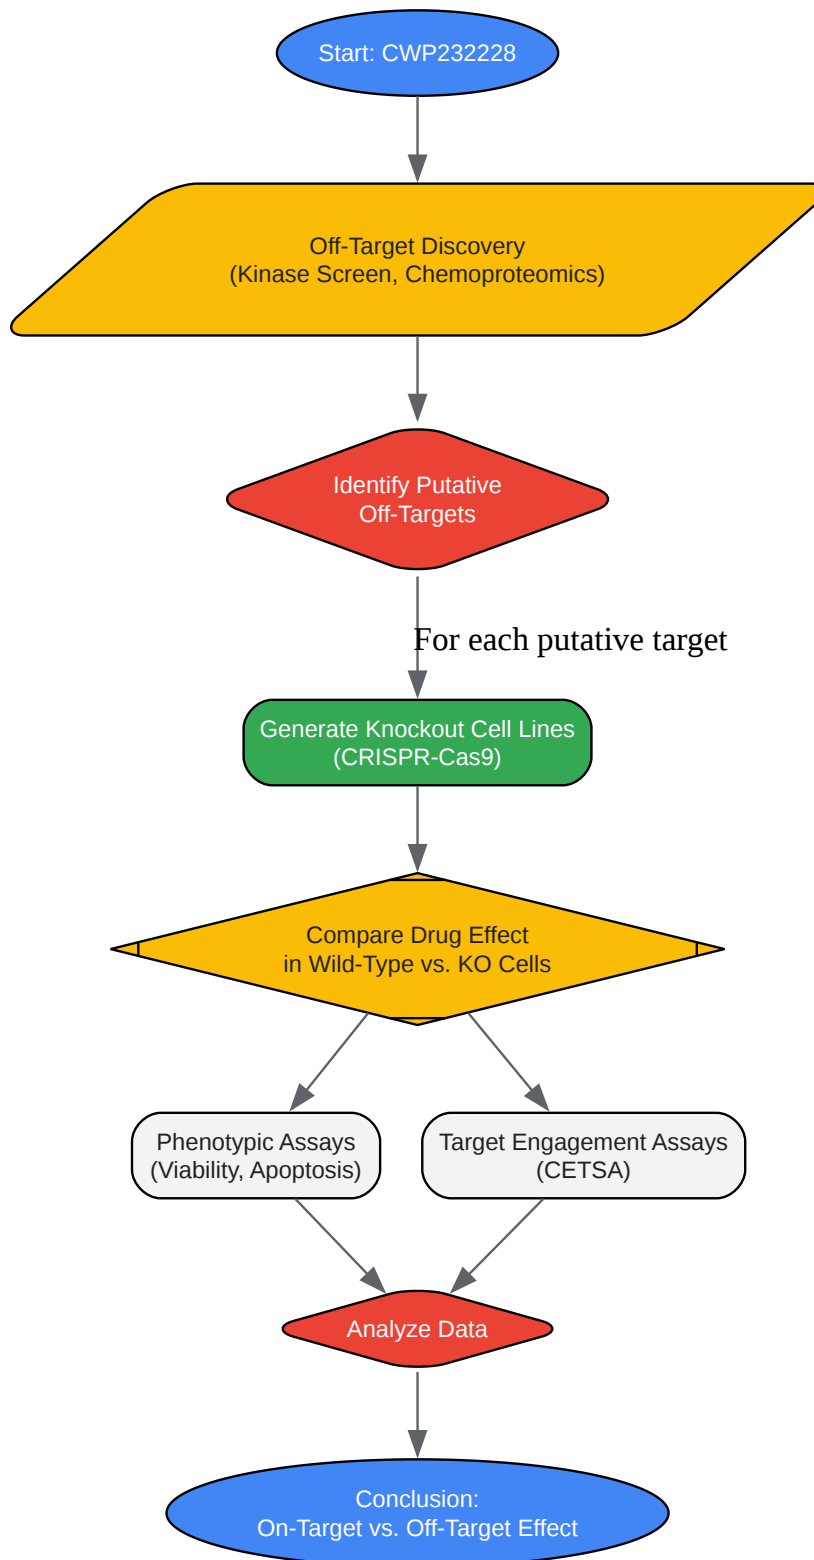 Start: CWP232228
Off-Target Discovery
(Kinase Screen, Chemoproteomics)
Identify Putative
Off-Targets
For each putative target
Generate Knockout Cell Lines
(CRISPR-Cas9)
Compare Drug Effect
in Wild-Type vs. KO Cells
Phenotypic Assays
(Viability, Apoptosis)
Target Engagement Assays
(CETSA)
Analyze Data
Conclusion:
On-Target vs. Off-Target Effect